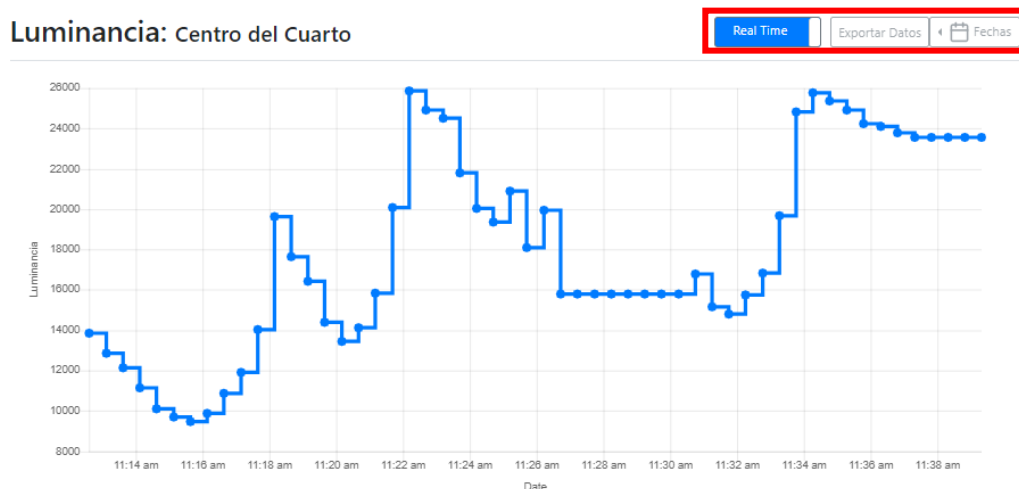 Luminancia: Centro del Cuarto
Real Time
Exportar Datos
Fechas
26000
24000
22000
20000
18000
16000
14000
12000
10000
8000
Luminancia
11:14 am 11:16 am 11:18 am 11:20 am 11:22 am 11:24 am 11:26 am 11:28 am 11:30 am 11:32 am 11:34 am 11:36 am 11:38 am
Date